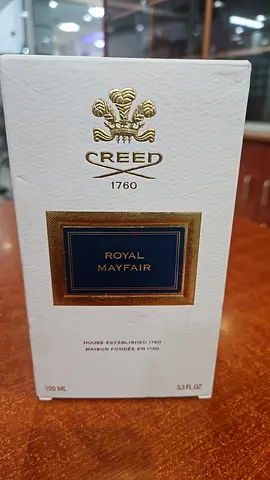 CREED
1760
ROYAL
MAYFAIR
HOUSE ESTABLISHED 1760
MAISON FONDÉE EN 1760
100 ML
3.3 FL.OZ